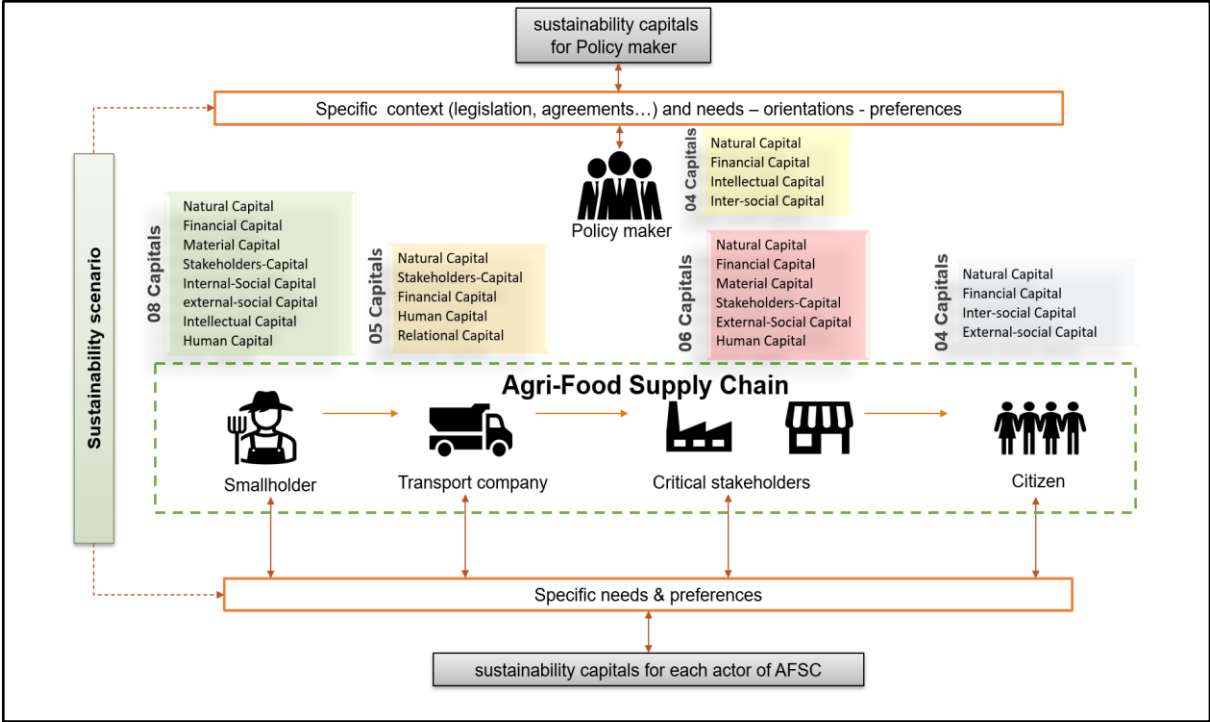 sustainability capitals
for Policy maker
Specific context (legislation, agreements…) and needs – orientations - preferences
Policy maker
04 Capitals
Natural Capital
Financial Capital
Intellectual Capital
Inter-social Capital
Sustainability scenario
08 Capitals
Natural Capital
Financial Capital
Material Capital
Stakeholders-Capital
Internal-Social Capital
external-social Capital
Intellectual Capital
Human Capital
05 Capitals
Natural Capital
Stakeholders-Capital
Financial Capital
Human Capital
Relational Capital
06 Capitals
Natural Capital
Financial Capital
Material Capital
Stakeholders-Capital
External-Social Capital
Human Capital
04 Capitals
Natural Capital
Financial Capital
Inter-social Capital
External-social Capital
Agri-Food Supply Chain
Smallholder
Transport company
Critical stakeholders
Citizen
Specific needs & preferences
sustainability capitals for each actor of AFSC